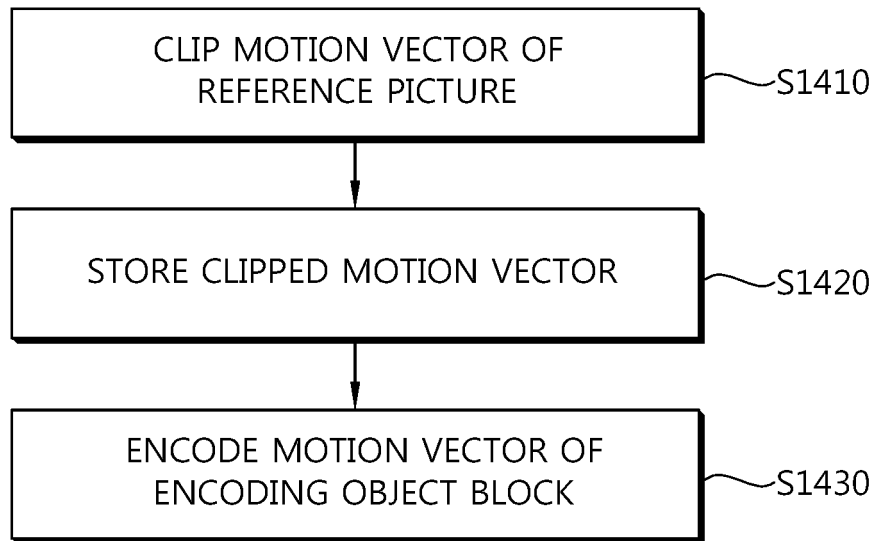 CLIP MOTION VECTOR OF
REFERENCE PICTURE
S1410
STORE CLIPPED MOTION VECTOR
S1420
ENCODE MOTION VECTOR OF
ENCODING OBJECT BLOCK
S1430